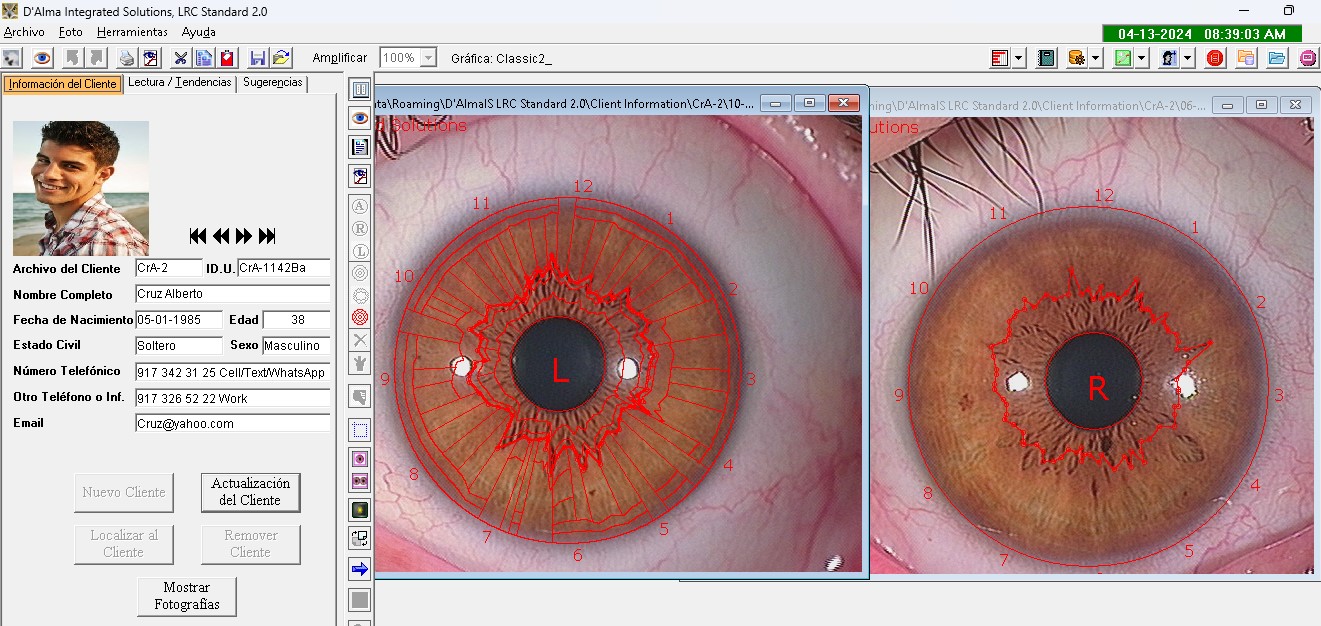 D'Alma Integrated Solutions, LRC Standard 2.0
Archivo Foto Herramientas Ayuda
04-13-2024 08:39:03 AM
Amplificar 100% Gráfica: Classic2_
Información del Cliente Lectura / Tendencias Sugerencias
Archivo del Cliente CrA-2 I.D.U. CrA-1142Ba
Nombre Completo Cruz Alberto
Fecha de Nacimiento 05-01-1985 Edad 38
Estado Civil Soltero Sexo Masculino
Número Telefónico 917 342 31 25 Cell/Text/WhatsApp
Otro Teléfono o Inf. 917 326 52 22 Work
Email Cruz@yahoo.com
Nuevo Cliente
Actualización
del Cliente
Localizar al
Cliente
Remover
Cliente
Mostrar
Fotografías
A
R
L
ata\Roaming\D'AlmaIS LRC Standard 2.0\Client Information\CrA-2\10-...
d Solutions
12
11
1
10
2
9
3
L
8
4
7
5
6
ming\D'AlmaIS LRC Standard 2.0\Client Information\CrA-2\06-...
utions
12
11
1
10
2
9
3
R
8
4
7
5